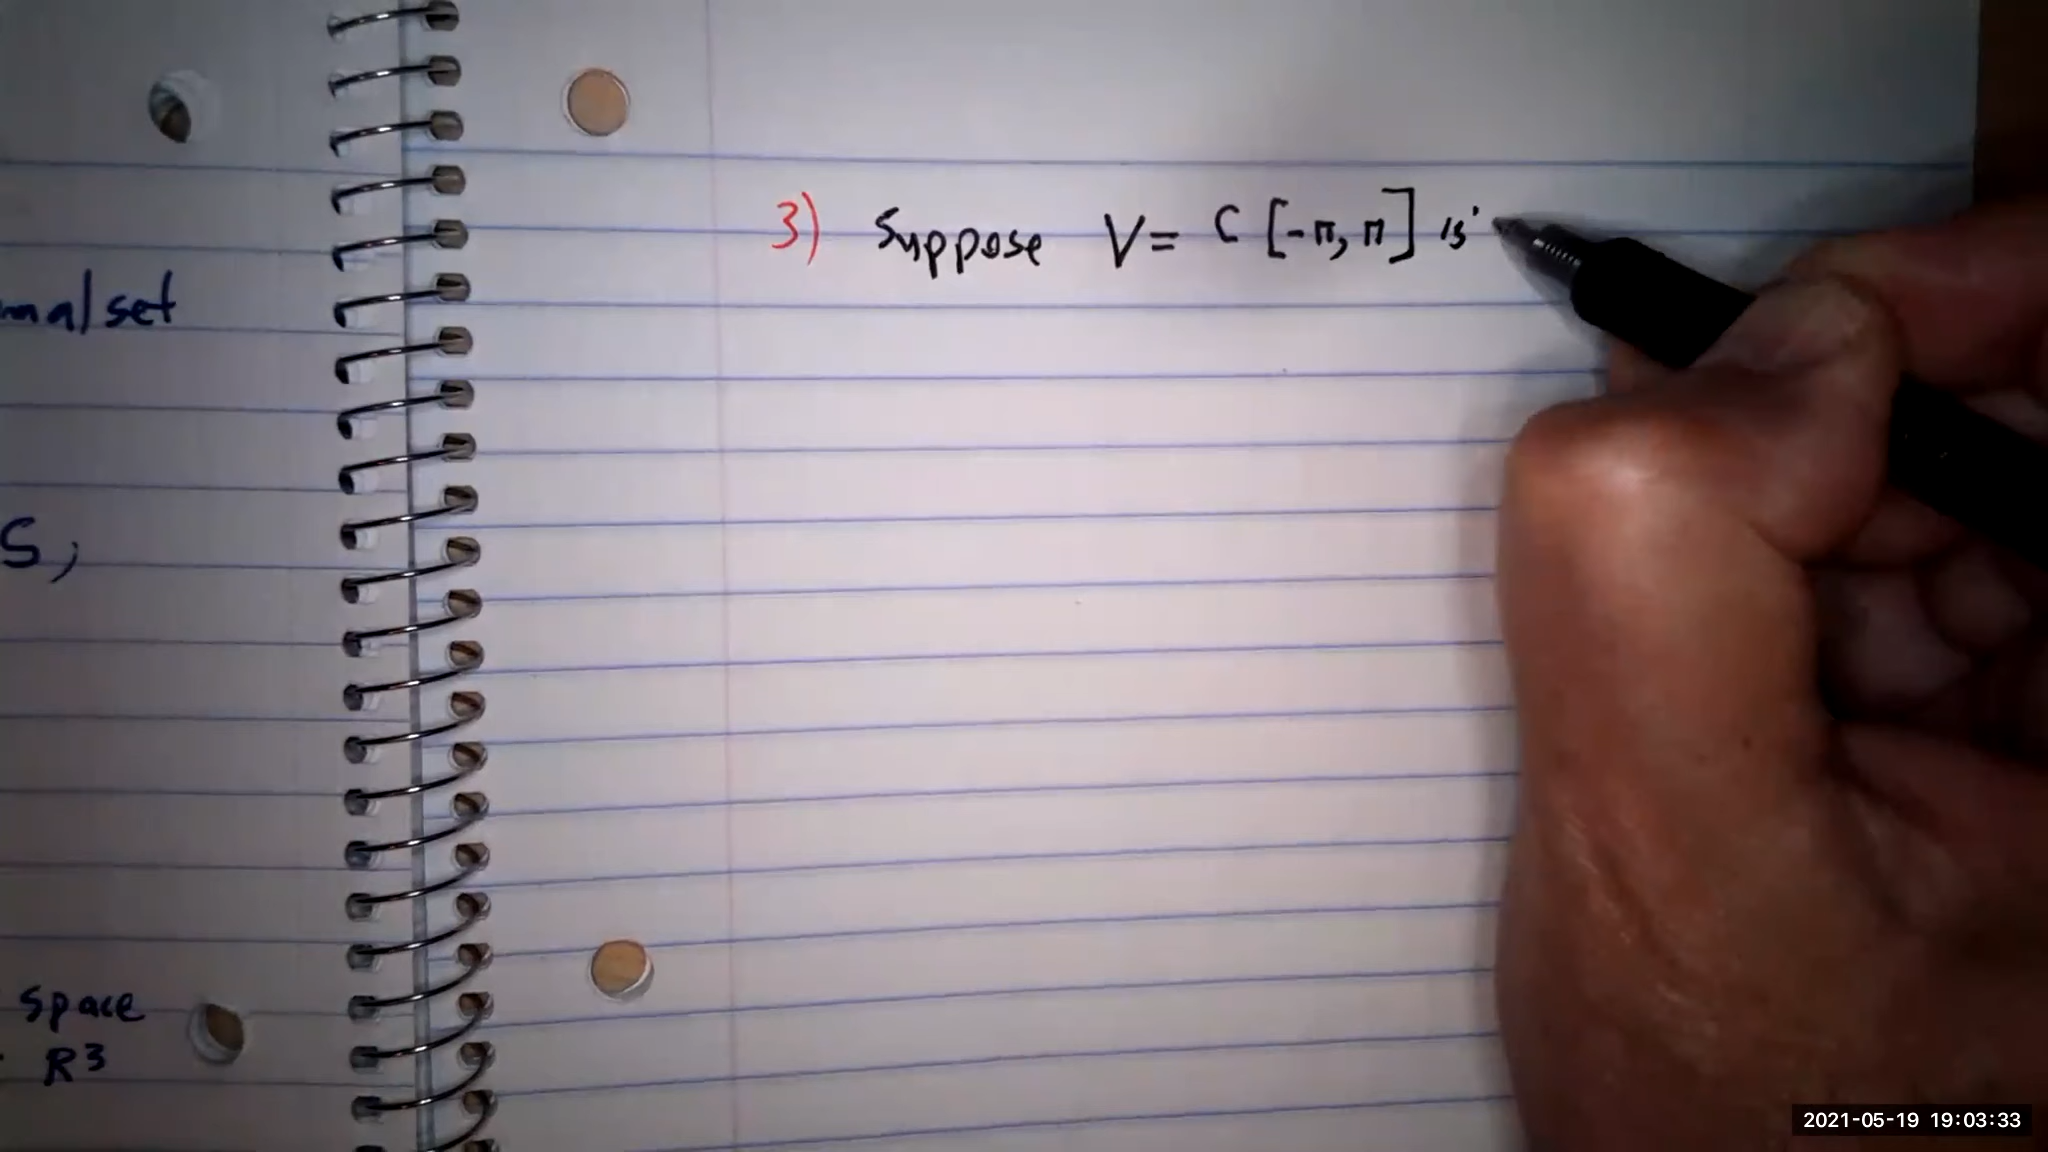 malset
S,
space
R3
3) Suppose V= C [-π, π] is
2021-05-19 19:03:33